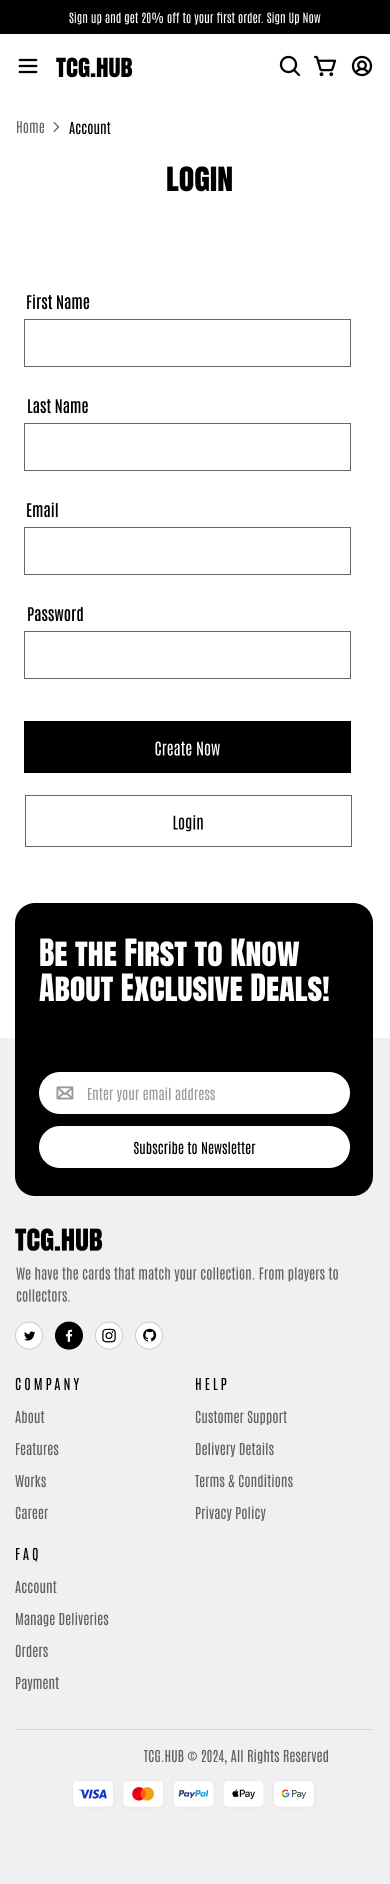 Sign up and get 20% off to your first order. Sign Up Now
TCG.HUB
Home > Account
LOGIN
First Name
Last Name
Email
Password
Create Now
Login
Be the First to Know
About Exclusive Deals!
Enter your email address
Subscribe to Newsletter
TCG.HUB
We have the cards that match your collection. From players to
collectors.
COMPANY
About
Features
Works
Career
HELP
Customer Support
Delivery Details
Terms & Conditions
Privacy Policy
FAQ
Account
Manage Deliveries
Orders
Payment
TCG.HUB © 2024, All Rights Reserved
VISA PayPal Pay G Pay